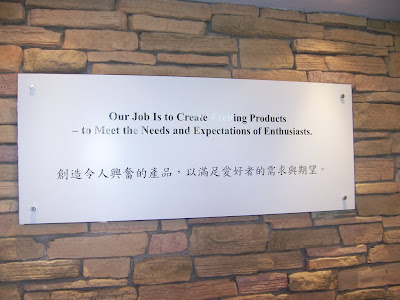 Our Job Is to Create Exciting Products
– to Meet the Needs and Expectations of Enthusiasts.
創造令人興奮的產品，以滿足愛好者的需求與期望。